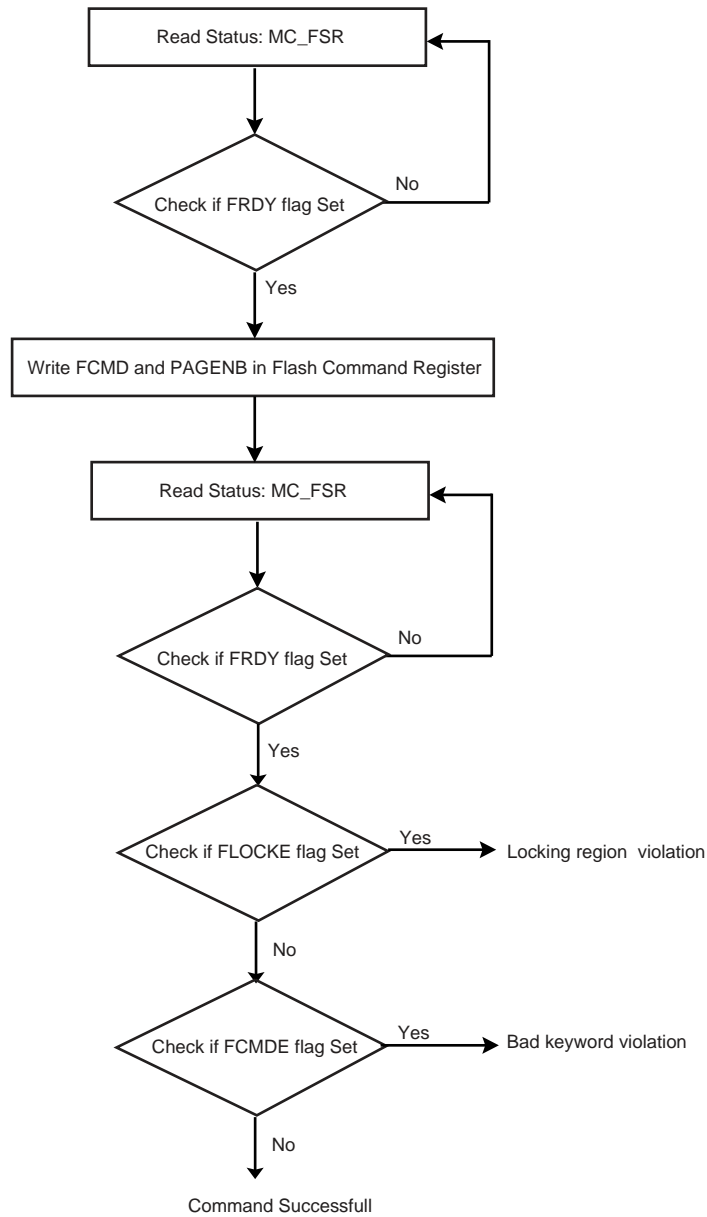 Read Status: MC_FSR
Check if FRDY flag Set
No
Yes
Write FCMD and PAGENB in Flash Command Register
Read Status: MC_FSR
Check if FRDY flag Set
No
Yes
Check if FLOCKE flag Set
Yes
Locking region violation
No
Check if FCMDE flag Set
Yes
Bad keyword violation
No
Command Successfull